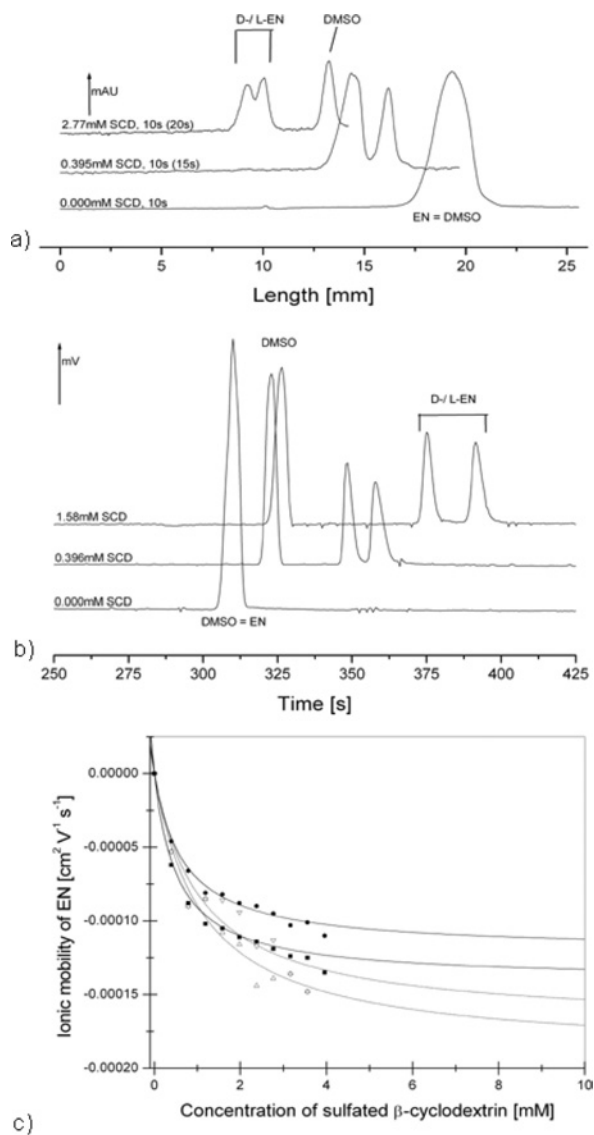 D-/ L-EN
DMSO
mAU
2.77mM SCD, 10s (20s)
0.395mM SCD, 10s (15s)
0.000mM SCD, 10s
EN = DMSO
a)
0 5 10 15 20 25
Length [mm]
mV
DMSO
D-/ L-EN
1.58mM SCD
0.396mM SCD
0.000mM SCD
DMSO = EN
b)
250 275 300 325 350 375 400 425
Time [s]
Ionic mobility of EN [cm² V⁻¹ s⁻¹]
0.00000
-0.00005
-0.00010
-0.00015
-0.00020
0 2 4 6 8 10
c)
Concentration of sulfated β-cyclodextrin [mM]